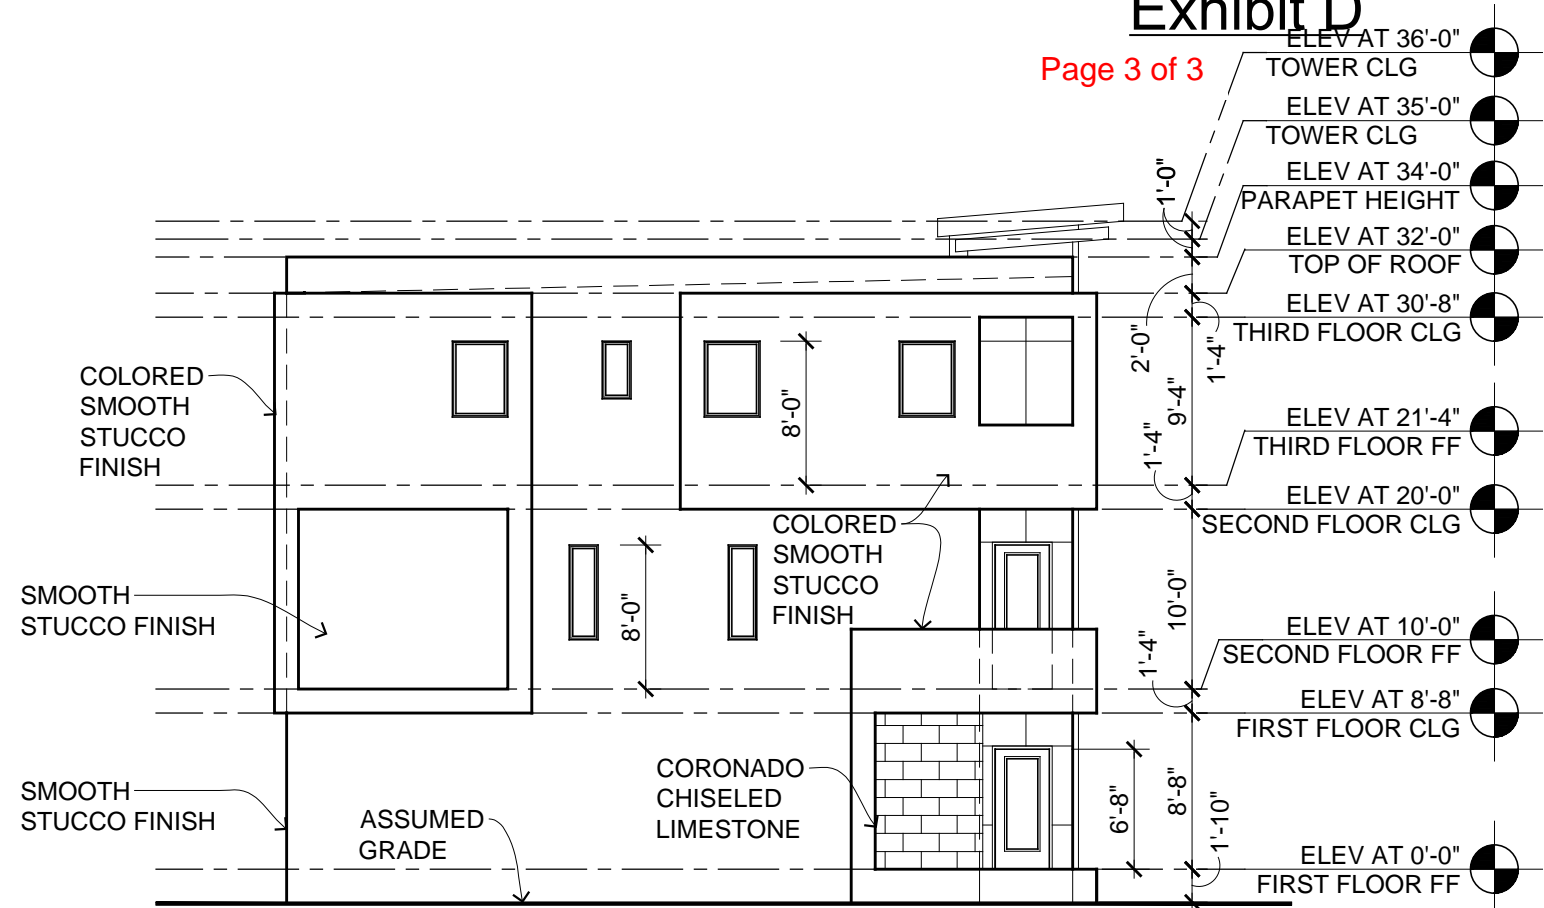 Exhibit D
Page 3 of 3
ELEV AT 36'-0"
TOWER CLG
ELEV AT 35'-0"
TOWER CLG
ELEV AT 34'-0"
PARAPET HEIGHT
ELEV AT 32'-0"
TOP OF ROOF
ELEV AT 30'-8"
THIRD FLOOR CLG
ELEV AT 21'-4"
THIRD FLOOR FF
ELEV AT 20'-0"
SECOND FLOOR CLG
ELEV AT 10'-0"
SECOND FLOOR FF
ELEV AT 8'-8"
FIRST FLOOR CLG
ELEV AT 0'-0"
FIRST FLOOR FF
1'-0"
2'-0"
1'-4"
9'-4"
1'-4"
10'-0"
1'-4"
8'-8"
1'-10"
6'-8"
8'-0"
8'-0"
COLORED
SMOOTH
STUCCO
FINISH
COLORED
SMOOTH
STUCCO
FINISH
SMOOTH
STUCCO FINISH
SMOOTH
STUCCO FINISH
ASSUMED
GRADE
CORONADO
CHISELED
LIMESTONE